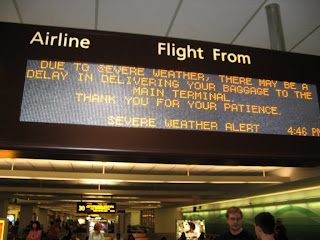 Airline Flight From
DUE TO SEVERE WEATHER, THERE MAY BE A
DELAY IN DELIVERING YOUR BAGGAGE TO THE
MAIN TERMINAL.
THANK YOU FOR YOUR PATIENCE.
SEVERE WEATHER ALERT 4:46 PM